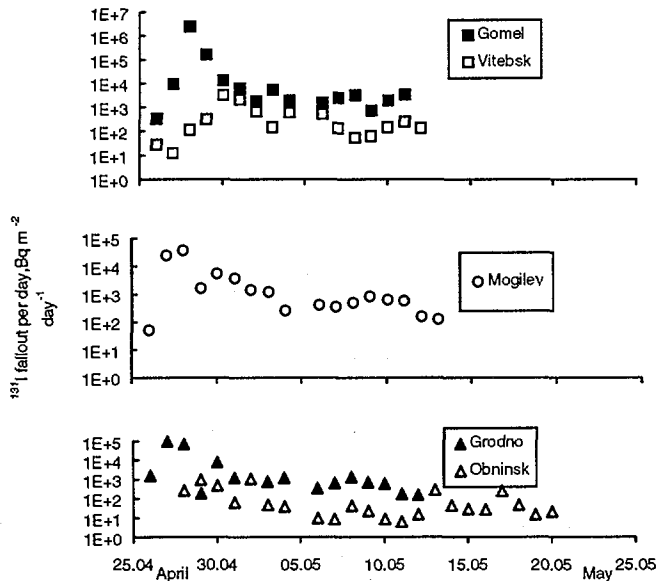 1E+7
1E+6
1E+5
1E+4
1E+3
1E+2
1E+1
1E+0
Gomel
Vitebsk
131I fallout per day, Bq m-2
day-1
1E+5
1E+4
1E+3
1E+2
1E+1
1E+0
Mogilev
1E+5
1E+4
1E+3
1E+2
1E+1
1E+0
Grodno
Obninsk
25.04 30.04 05.05 10.05 15.05 20.05 25.05
April May